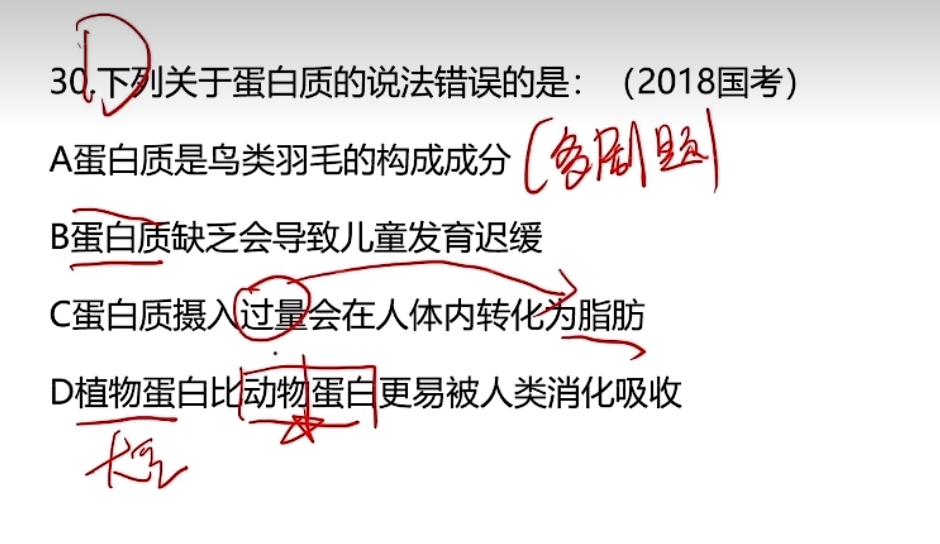 D
30.下列关于蛋白质的说法错误的是：（2018国考）
A蛋白质是鸟类羽毛的构成成分
B蛋白质缺乏会导致儿童发育迟缓
C蛋白质摄入过量会在人体内转化为脂肪
D植物蛋白比动物蛋白更易被人类消化吸收